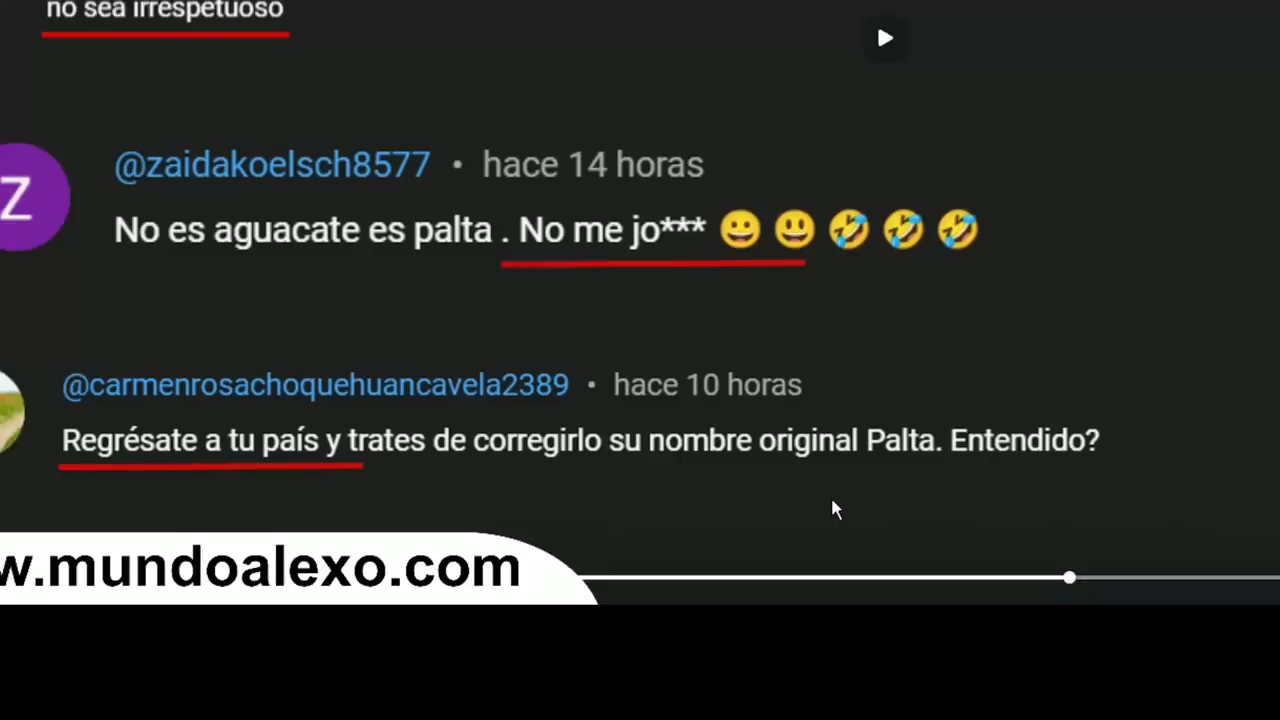 no sea irrespetuoso
Z
@zaidakoelsch8577 • hace 14 horas
No es aguacate es palta . No me jo*** 😀 😃 🤣 🤣 🤣
@carmenrosachoquehuancavela2389 • hace 10 horas
Regrésate a tu país y trates de corregirlo su nombre original Palta. Entendido?
w.mundoalexo.com